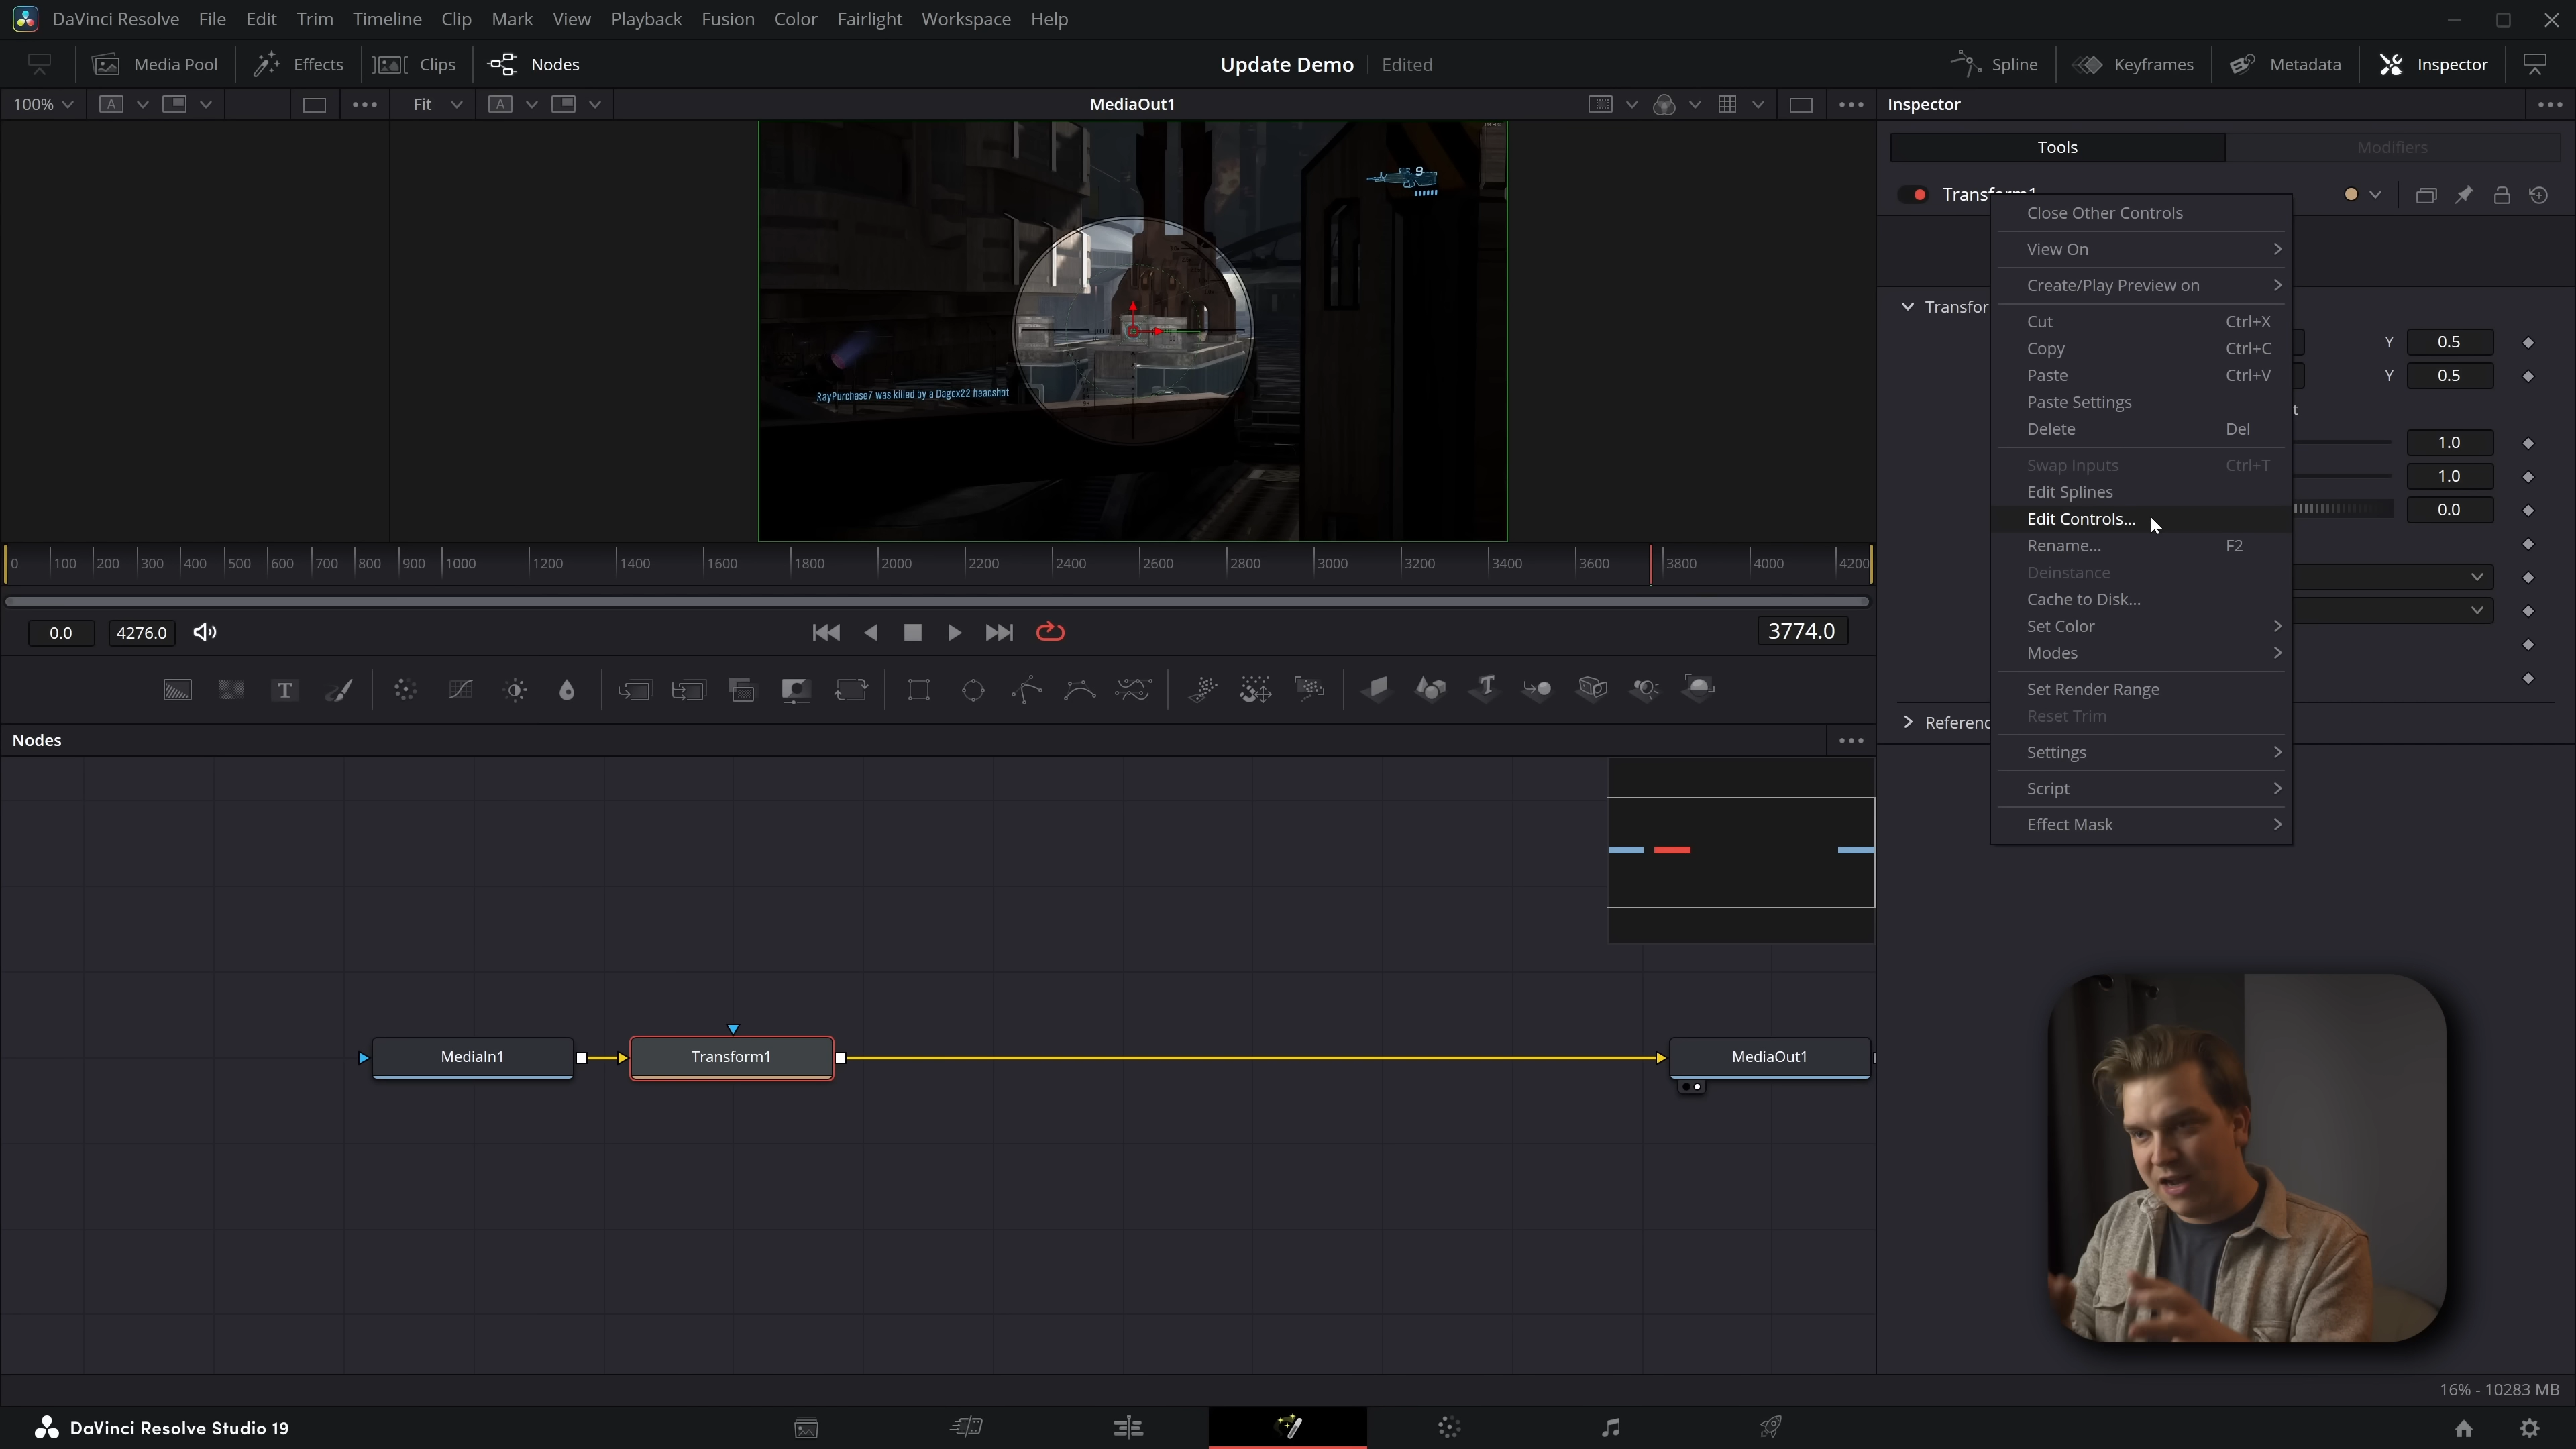 DaVinci Resolve File Edit Trim Timeline Clip Mark View Playback Fusion Color Fairlight Workspace Help
Media Pool Effects Clips Nodes Update Demo Edited Spline Keyframes Metadata Inspector
100% A Fit A MediaOut1 Inspector
Tools Modifiers
Transform1
Close Other Controls
View On
Create/Play Preview on
Transfor
Cut Ctrl+X
Y 0.5
Copy Ctrl+C
Paste Ctrl+V
Y 0.5
Paste Settings
Delete Del
1.0
Swap Inputs Ctrl+T
1.0
Edit Splines
0.0
Edit Controls...
Rename... F2
Deinstance
Cache to Disk...
Set Color
Modes
Set Render Range
Reset Trim
Referenc
Settings
Script
Effect Mask
9
RayPurchase7 was killed by a Dagex22 headshot
0 100 200 300 400 500 600 700 800 900 1000 1200 1400 1600 1800 2000 2200 2400 2600 2800 3000 3200 3400 3600 3800 4000 4200
0.0 4276.0 3774.0
T
Nodes
MediaIn1 Transform1 MediaOut1
16% - 10283 MB
DaVinci Resolve Studio 19